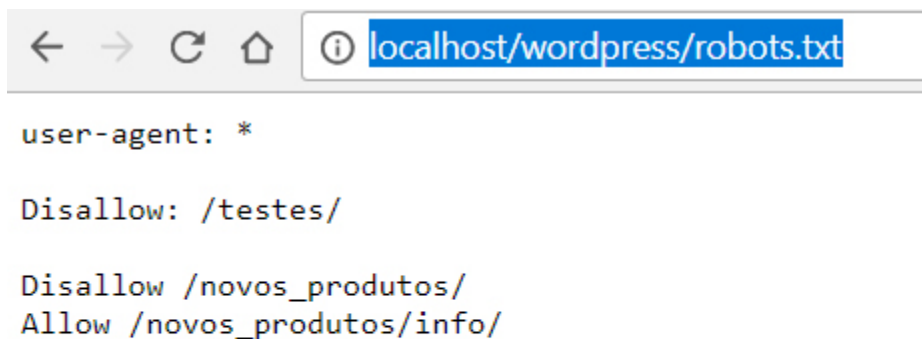 localhost/wordpress/robots.txt
user-agent: *
Disallow: /testes/
Disallow /novos_produtos/
Allow /novos_produtos/info/